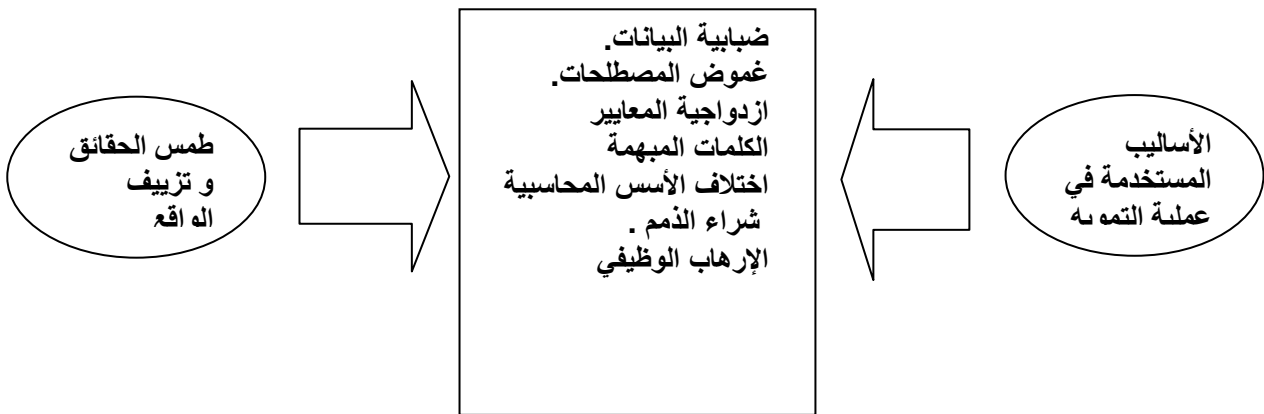 الأساليب
المستخدمة في
عملية التمويه
ضبابية البيانات.
غموض المصطلحات.
ازدواجية المعايير
الكلمات المبهمة
اختلاف الأسس المحاسبية
شراء الذمم .
الإرهاب الوظيفي
طمس الحقائق
و تزييف
الواقع